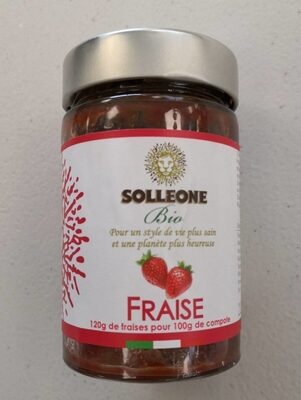 SOLLEONE
Bio
Pour un style de vie plus sain
et une planète plus heureuse
FRAISE
120g de fraises pour 100g de compote